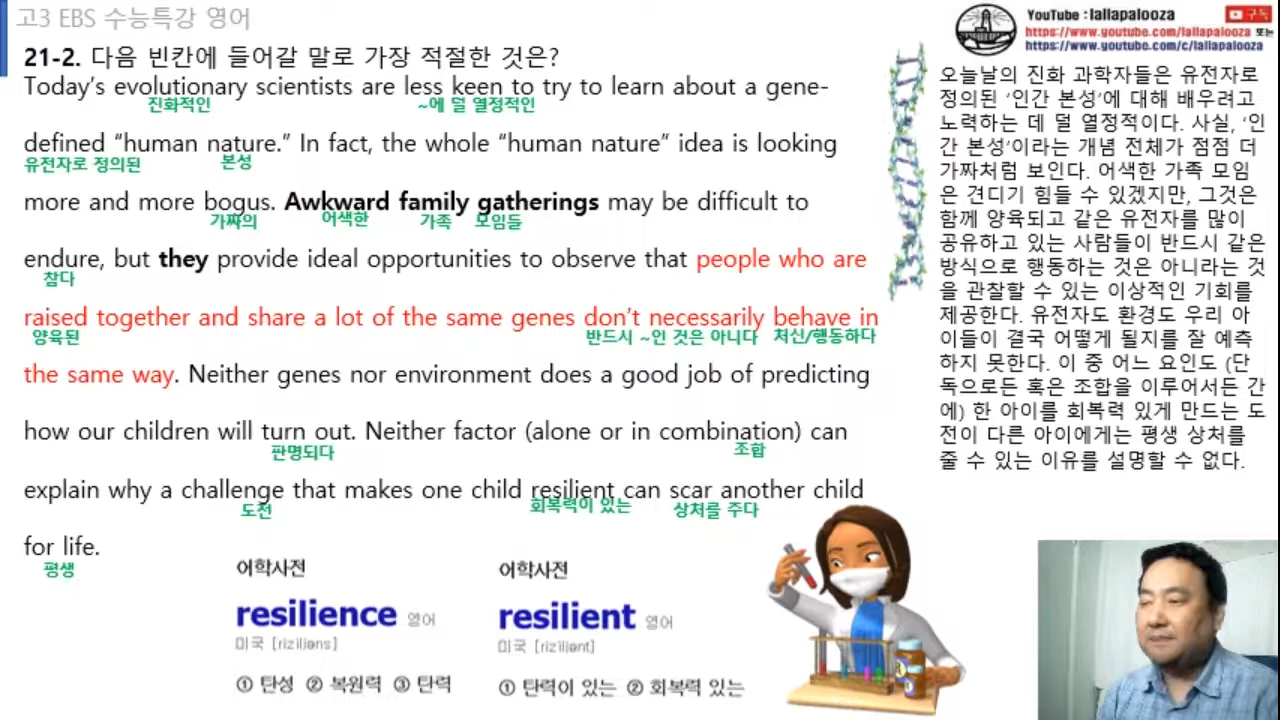 고3 EBS 수능특강 영어
21-2. 다음 빈칸에 들어갈 말로 가장 적절한 것은?
Today's evolutionary scientists are less keen to try to learn about a gene-
진화적인 ~에 덜 열정적인
defined “human nature.” In fact, the whole “human nature” idea is looking
유전자로 정의된 본성
more and more bogus. Awkward family gatherings may be difficult to
가짜의 어색한 가족 모임들
endure, but they provide ideal opportunities to observe that people who are
참다
raised together and share a lot of the same genes don't necessarily behave in
양육된 반드시 ~인 것은 아니다 처신/행동하다
the same way. Neither genes nor environment does a good job of predicting
how our children will turn out. Neither factor (alone or in combination) can
판명되다 조합
explain why a challenge that makes one child resilient can scar another child
도전 회복력이 있는 상처를 주다
for life.
평생
어학사전
resilience 영어
미국 [riziliəns]
① 탄성 ② 복원력 ③ 탄력
어학사전
resilient 영어
미국 [riziliənt]
① 탄력이 있는 ② 회복력 있는
YouTube : lallapalooza
구독
https://www.youtube.com/lallapalooza 또는
https://www.youtube.com/c/lallapalooza
오늘날의 진화 과학자들은 유전자로
정의된 ‘인간 본성’에 대해 배우려고
노력하는 데 덜 열정적이다. 사실, ‘인
간 본성’이라는 개념 전체가 점점 더
가짜처럼 보인다. 어색한 가족 모임
은 견디기 힘들 수 있겠지만, 그것은
함께 양육되고 같은 유전자를 많이
공유하고 있는 사람들이 반드시 같은
방식으로 행동하는 것은 아니라는 것
을 관찰할 수 있는 이상적인 기회를
제공한다. 유전자도 환경도 우리 아
이들이 결국 어떻게 될지를 잘 예측
하지 못한다. 이 중 어느 요인도 (단
독으로든 혹은 조합을 이루어서든 간
에) 한 아이를 회복력 있게 만드는 도
전이 다른 아이에게는 평생 상처를
줄 수 있는 이유를 설명할 수 없다.